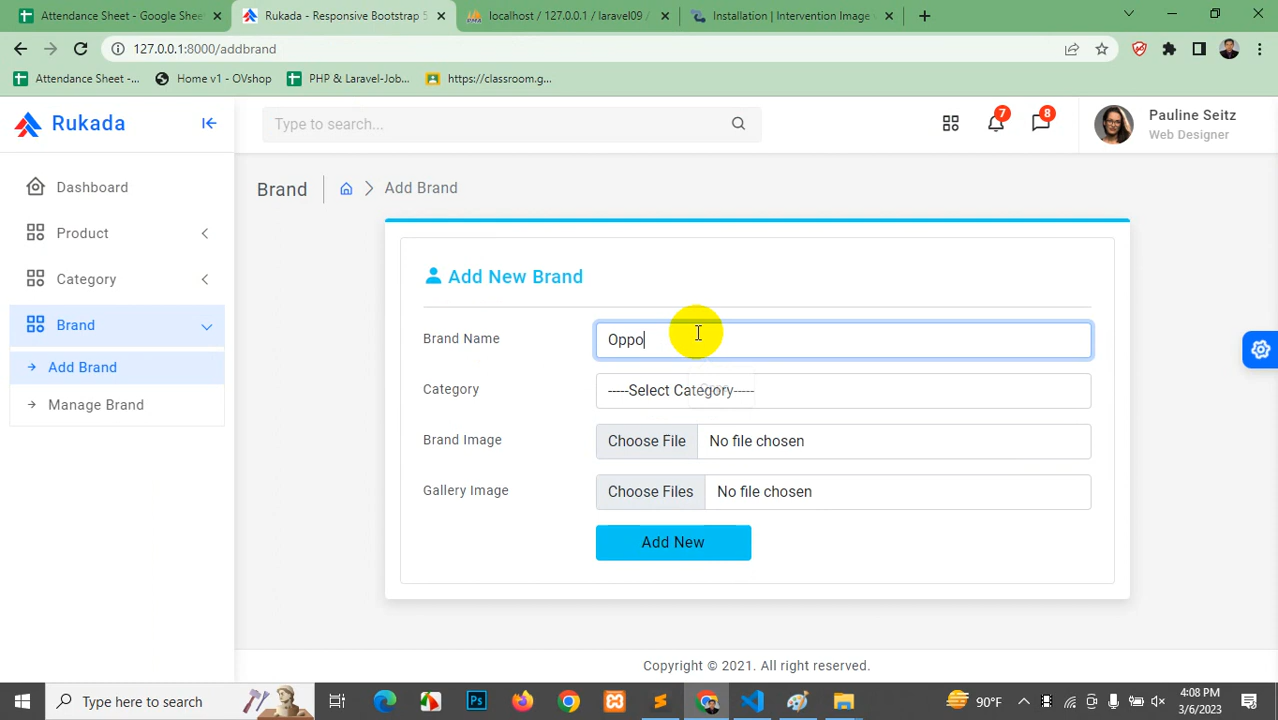 Attendance Sheet - Google Sheet
Rukada - Responsive Bootstrap 5
localhost / 127.0.0.1 / laravel09 /
Installation | Intervention Image
127.0.0.1:8000/addbrand
Attendance Sheet -...
Home v1 - OVshop
PHP & Laravel-Job...
https://classroom.g...
Rukada
Type to search...
7
8
Pauline Seitz
Web Designer
Dashboard
Product
Category
Brand
Add Brand
Manage Brand
Brand
Add Brand
Add New Brand
Brand Name
Oppo
Category
-----Select Category-----
Brand Image
Choose File
No file chosen
Gallery Image
Choose Files
No file chosen
Add New
Copyright © 2021. All right reserved.
Type here to search
Ps
90°F
4:08 PM
3/6/2023